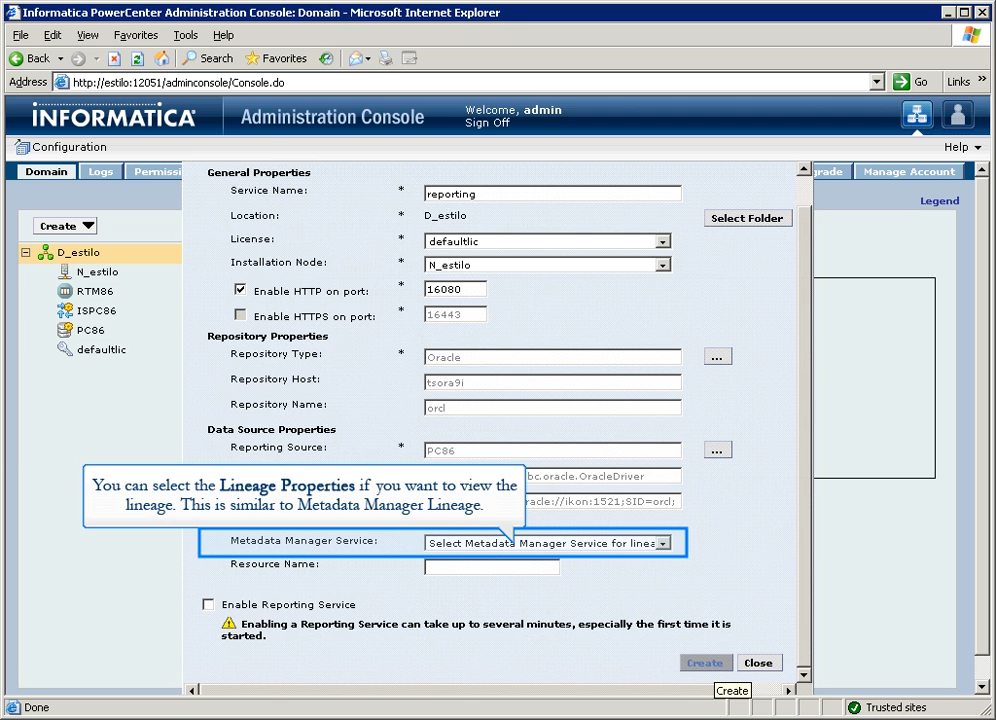 Informatica PowerCenter Administration Console: Domain - Microsoft Internet Explorer
File Edit View Favorites Tools Help
Back Search Favorites
Address http://estilo:12051/adminconsole/Console.do Go Links »
INFORMATICA® Administration Console
Welcome, admin
Sign Off
Configuration Help
Domain Logs Permissi grade Manage Account
Legend
Create
D_estilo
N_estilo
RTM86
ISPC86
PC86
defaultlic
General Properties
Service Name: * reporting
Location: * D_estilo Select Folder
License: * defaultlic
Installation Node: * N_estilo
Enable HTTP on port: * 16080
Enable HTTPS on port: * 16443
Repository Properties
Repository Type: * Oracle ...
Repository Host: tsora9i
Repository Name: orcl
Data Source Properties
Reporting Source: * PC86 ...
bc.oracle.OracleDriver
racle://ikon:1521;SID=orcl;
You can select the Lineage Properties if you want to view the
lineage. This is similar to Metadata Manager Lineage.
Metadata Manager Service: Select Metadata Manager Service for linea
Resource Name:
Enable Reporting Service
Enabling a Reporting Service can take up to several minutes, especially the first time it is
started.
Create Close
Create
Done Trusted sites